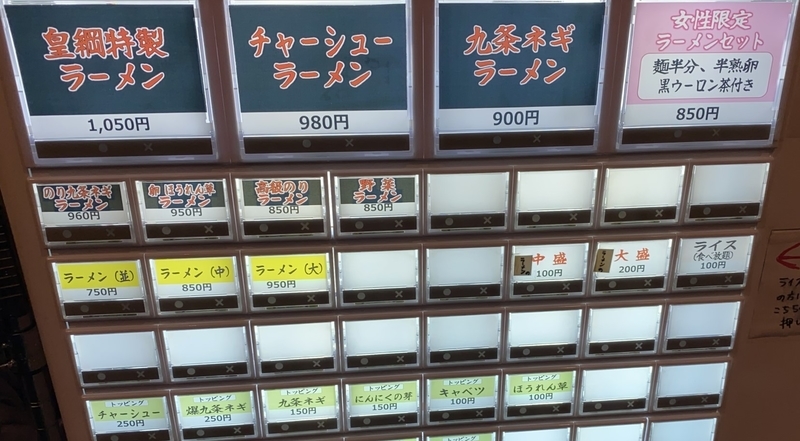 皇綱特製
ラーメン
1,050円
チャーシュー
ラーメン
980円
九条ネギ
ラーメン
900円
女性限定
ラーメンセット
麺半分、半熟卵
黒ウーロン茶付き
850円
のり九条ネギ
ラーメン
960円
卵ほうれん草
ラーメン
950円
高級のり
ラーメン
850円
野菜
ラーメン
850円
ラーメン(並)
750円
ラーメン(中)
850円
ラーメン(大)
950円
中盛
100円
大盛
200円
ライス
(食べ放題)
100円
トッピング
チャーシュー
250円
トッピング
爆九条ネギ
250円
トッピング
九条ネギ
150円
トッピング
にんにくの芽
150円
トッピング
キャベツ
100円
トッピング
ほうれん草
100円
トッピング